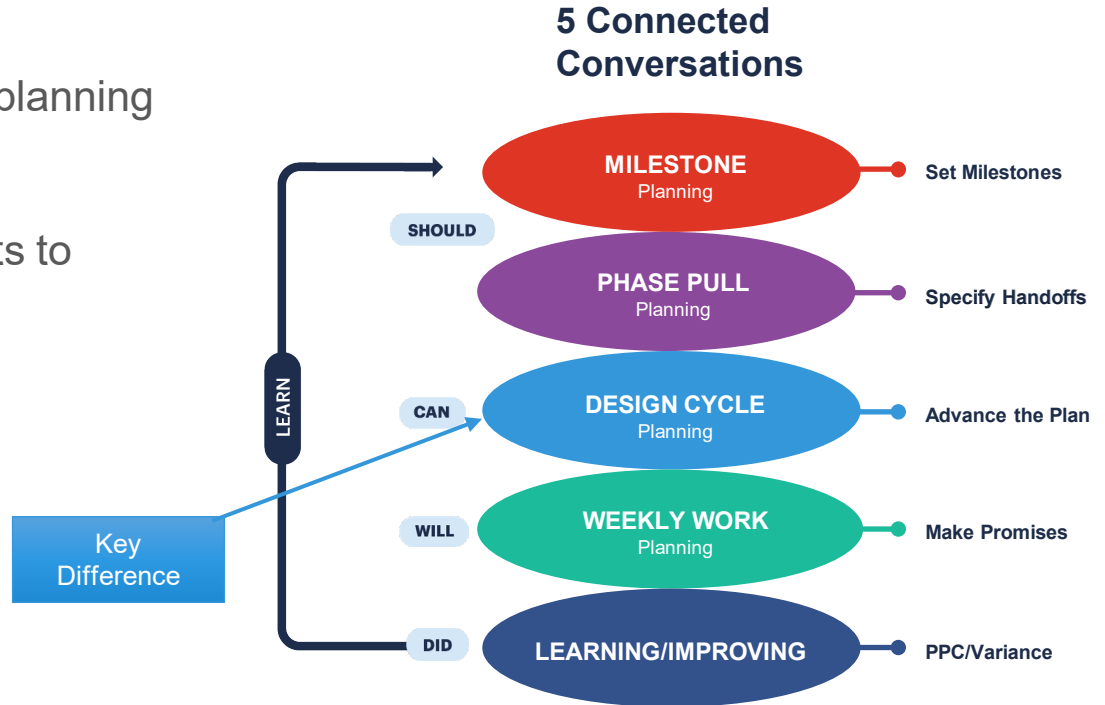 5 Connected
Conversations
planning
ts to
MILESTONE
Planning
Set Milestones
SHOULD
PHASE PULL
Planning
Specify Handoffs
LEARN
CAN
DESIGN CYCLE
Planning
Advance the Plan
Key
Difference
WILL
WEEKLY WORK
Planning
Make Promises
DID
LEARNING/IMPROVING
PPC/Variance